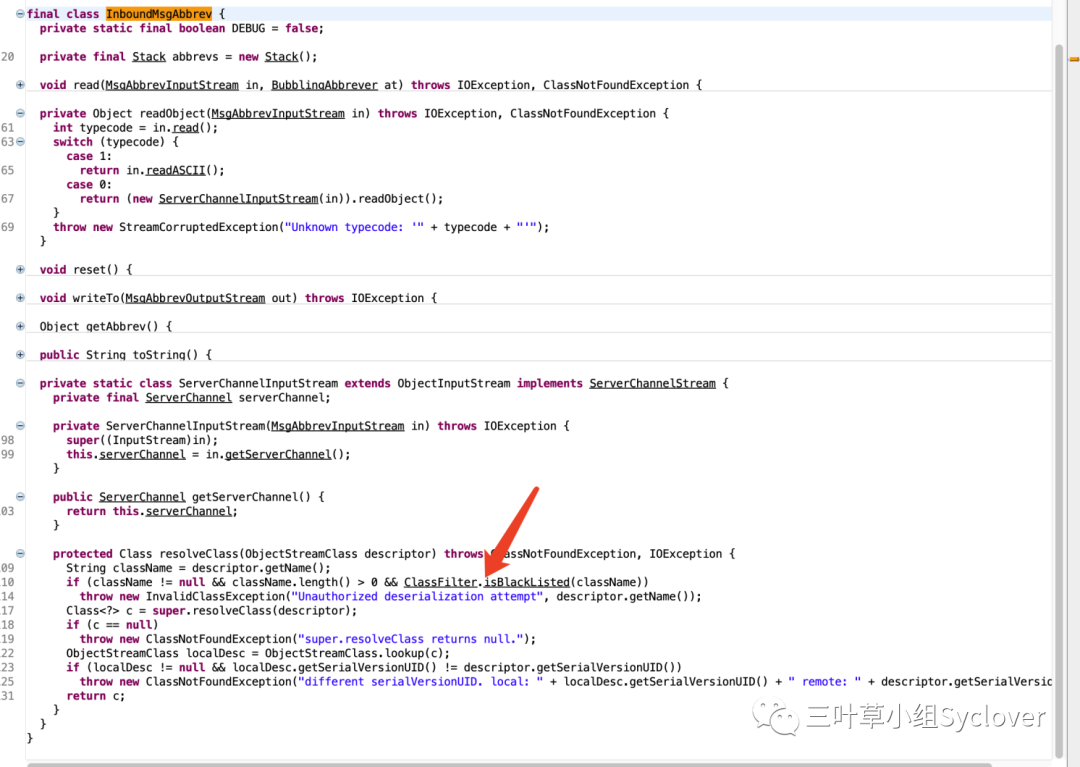 final class InboundMsgAbbrev {
private static final boolean DEBUG = false;
20 private final Stack abbrevs = new Stack();
void read(MsgAbbrevInputStream in, BubblingAbbrever at) throws IOException, ClassNotFoundException {
private Object readObject(MsgAbbrevInputStream in) throws IOException, ClassNotFoundException {
61 int typecode = in.read();
63 switch (typecode) {
case 1:
65 return in.readASCII();
case 0:
67 return (new ServerChannelInputStream(in)).readObject();
}
69 throw new StreamCorruptedException("Unknown typecode: '" + typecode + "'");
}
void reset() {
void writeTo(MsgAbbrevOutputStream out) throws IOException {
Object getAbbrev() {
public String toString() {
private static class ServerChannelInputStream extends ObjectInputStream implements ServerChannelStream {
private final ServerChannel serverChannel;
private ServerChannelInputStream(MsgAbbrevInputStream in) throws IOException {
98 super((InputStream)in);
99 this.serverChannel = in.getServerChannel();
}
public ServerChannel getServerChannel() {
03 return this.serverChannel;
}
protected Class resolveClass(ObjectStreamClass descriptor) throws ClassNotFoundException, IOException {
09 String className = descriptor.getName();
10 if (className != null && className.length() > 0 && ClassFilter.isBlackListed(className))
14 throw new InvalidClassException("Unauthorized deserialization attempt", descriptor.getName());
17 Class<?> c = super.resolveClass(descriptor);
18 if (c == null)
19 throw new ClassNotFoundException("super.resolveClass returns null.");
22 ObjectStreamClass localDesc = ObjectStreamClass.lookup(c);
23 if (localDesc != null && localDesc.getSerialVersionUID() != descriptor.getSerialVersionUID())
25 throw new ClassNotFoundException("different serialVersionUID. local: " + localDesc.getSerialVersionUID() + " remote: " + descriptor.getSerialVersio
31 return c;
}
}
}
三叶草小组Syclover